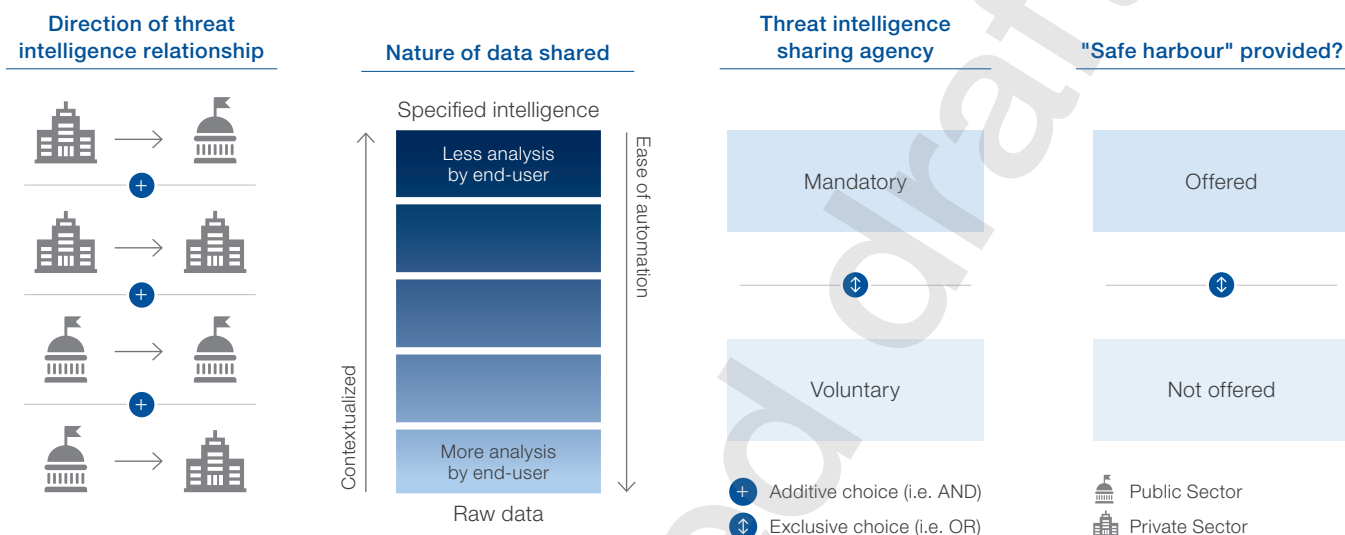 Direction of threat
intelligence relationship
Nature of data shared
Specified intelligence
Less analysis
by end-user
More analysis
by end-user
Raw data
Contextualized
Ease of automation
Threat intelligence
sharing agency
Mandatory
Voluntary
"Safe harbour" provided?
Offered
Not offered
Additive choice (i.e. AND)
Exclusive choice (i.e. OR)
Public Sector
Private Sector
draft